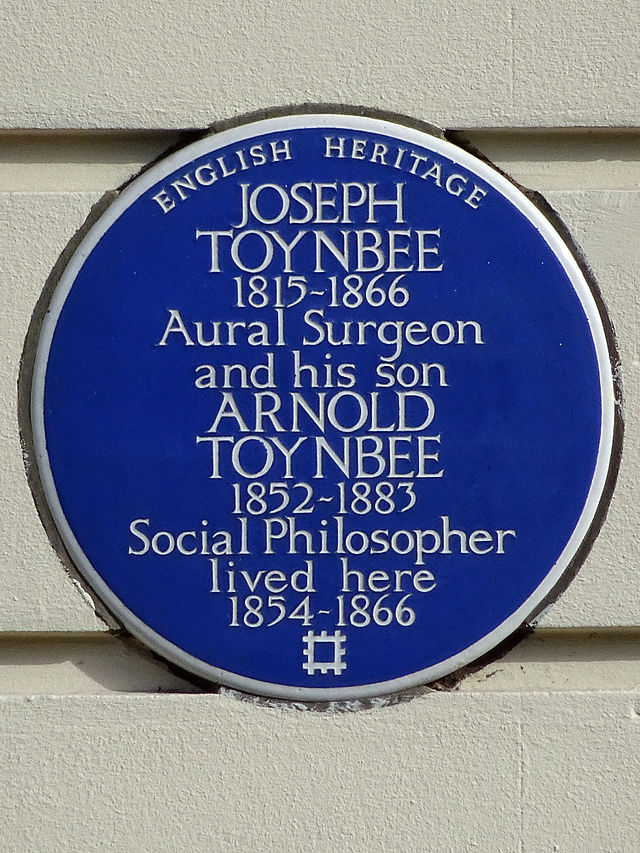 ENGLISH HERITAGE
JOSEPH
TOYNBEE
1815-1866
Aural Surgeon
and his son
ARNOLD
TOYNBEE
1852-1883
Social Philosopher
lived here
1854-1866